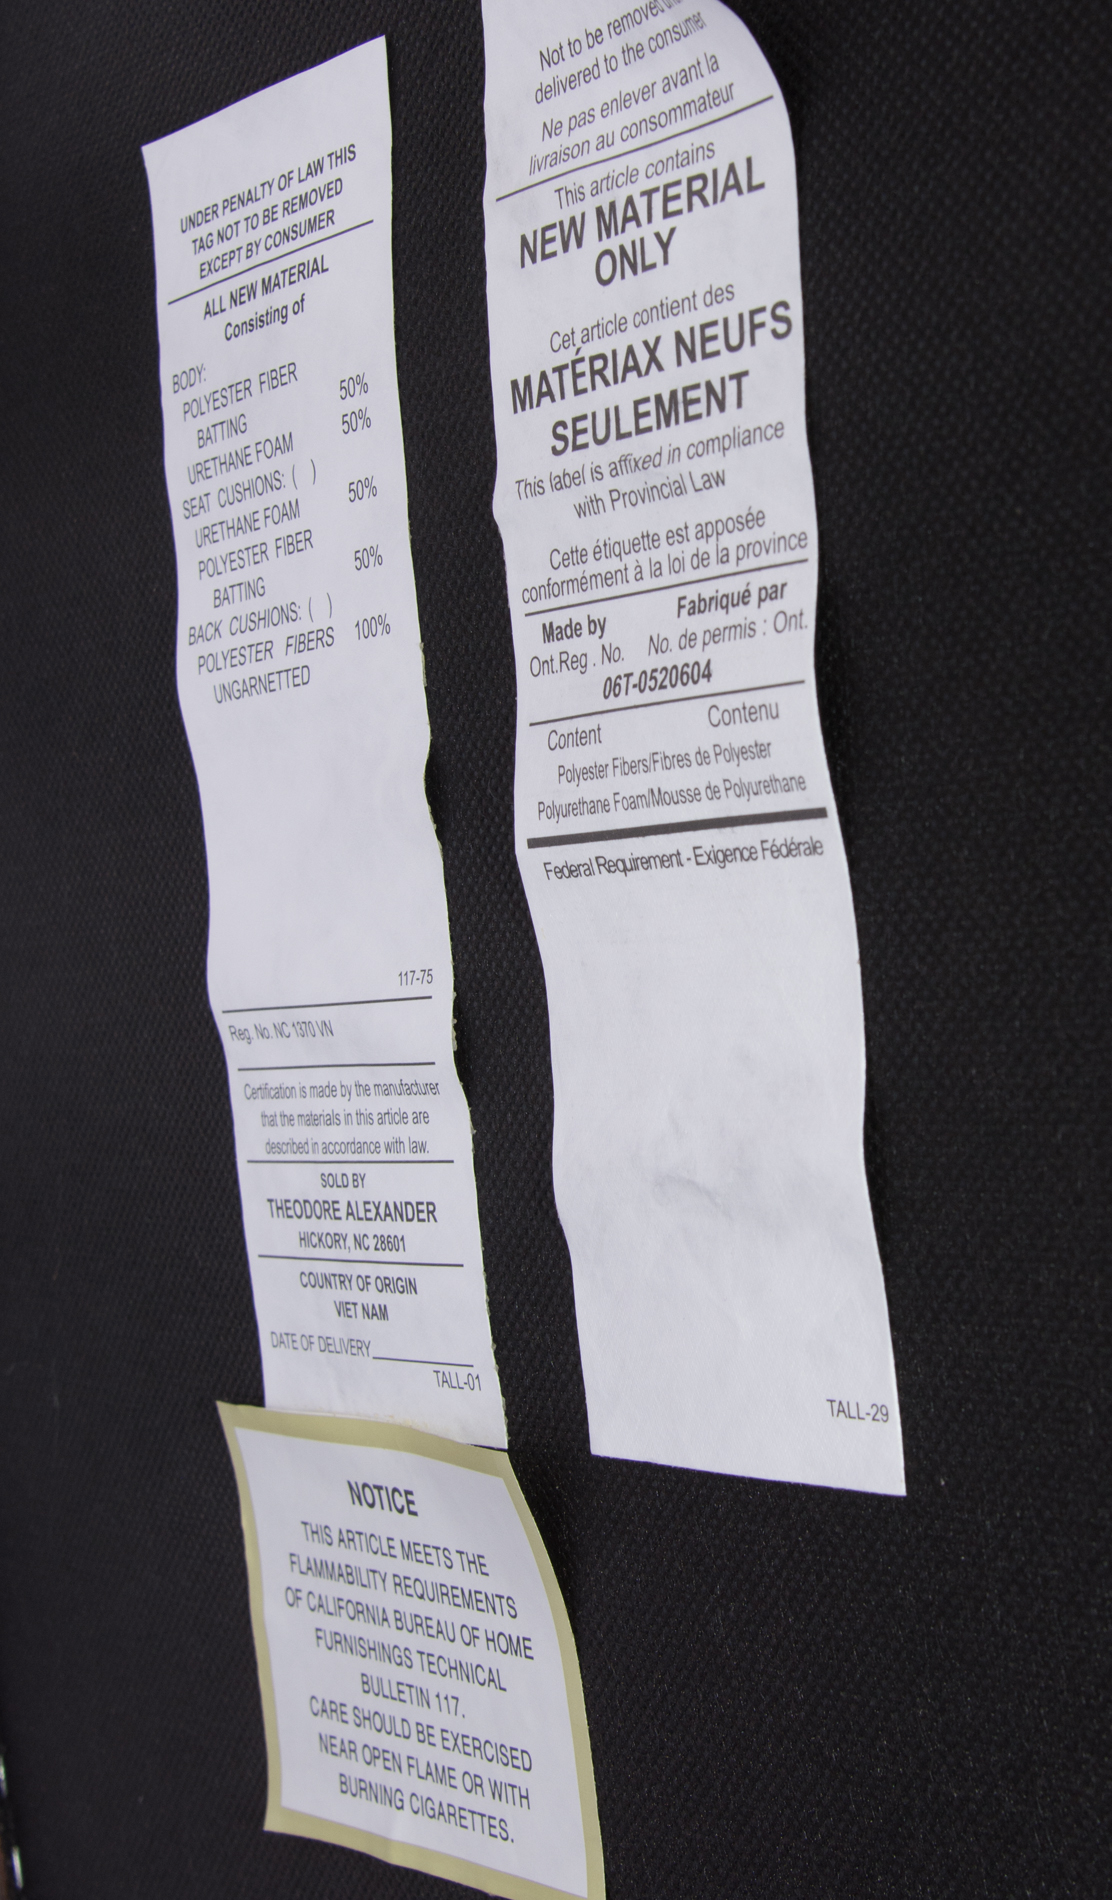 UNDER PENALTY OF LAW THIS
TAG NOT TO BE REMOVED
EXCEPT BY CONSUMER
ALL NEW MATERIAL
Consisting of
BODY:
POLYESTER FIBER 50%
BATTING
URETHANE FOAM 50%
SEAT CUSHIONS: ( )
URETHANE FOAM 50%
POLYESTER FIBER 50%
BATTING
BACK CUSHIONS: ( )
POLYESTER FIBERS 100%
UNGARNETTED
117-75
Reg. No. NC 1370 VN
Certification is made by the manufacturer
that the materials in this article are
described in accordance with law.
SOLD BY
THEODORE ALEXANDER
HICKORY, NC 28601
COUNTRY OF ORIGIN
VIET NAM
DATE OF DELIVERY
TALL-01
NOTICE
THIS ARTICLE MEETS THE
FLAMMABILITY REQUIREMENTS
OF CALIFORNIA BUREAU OF HOME
FURNISHINGS TECHNICAL
BULLETIN 117.
CARE SHOULD BE EXERCISED
NEAR OPEN FLAME OR WITH
BURNING CIGARETTES.
Not to be removed
delivered to the consumer
Ne pas enlever avant la
livraison au consommateur
This article contains
NEW MATERIAL
ONLY
Cet article contient des
MATÉRIAX NEUFS
SEULEMENT
This label is affixed in compliance
with Provincial Law
Cette étiquette est apposée
conformément à la loi de la province
Made by Fabriqué par
Ont.Reg . No. No. de permis : Ont.
06T-0520604
Content Contenu
Polyester Fibers/Fibres de Polyester
Polyurethane Foam/Mousse de Polyurethane
Federal Requirement - Exigence Fédérale
TALL-29